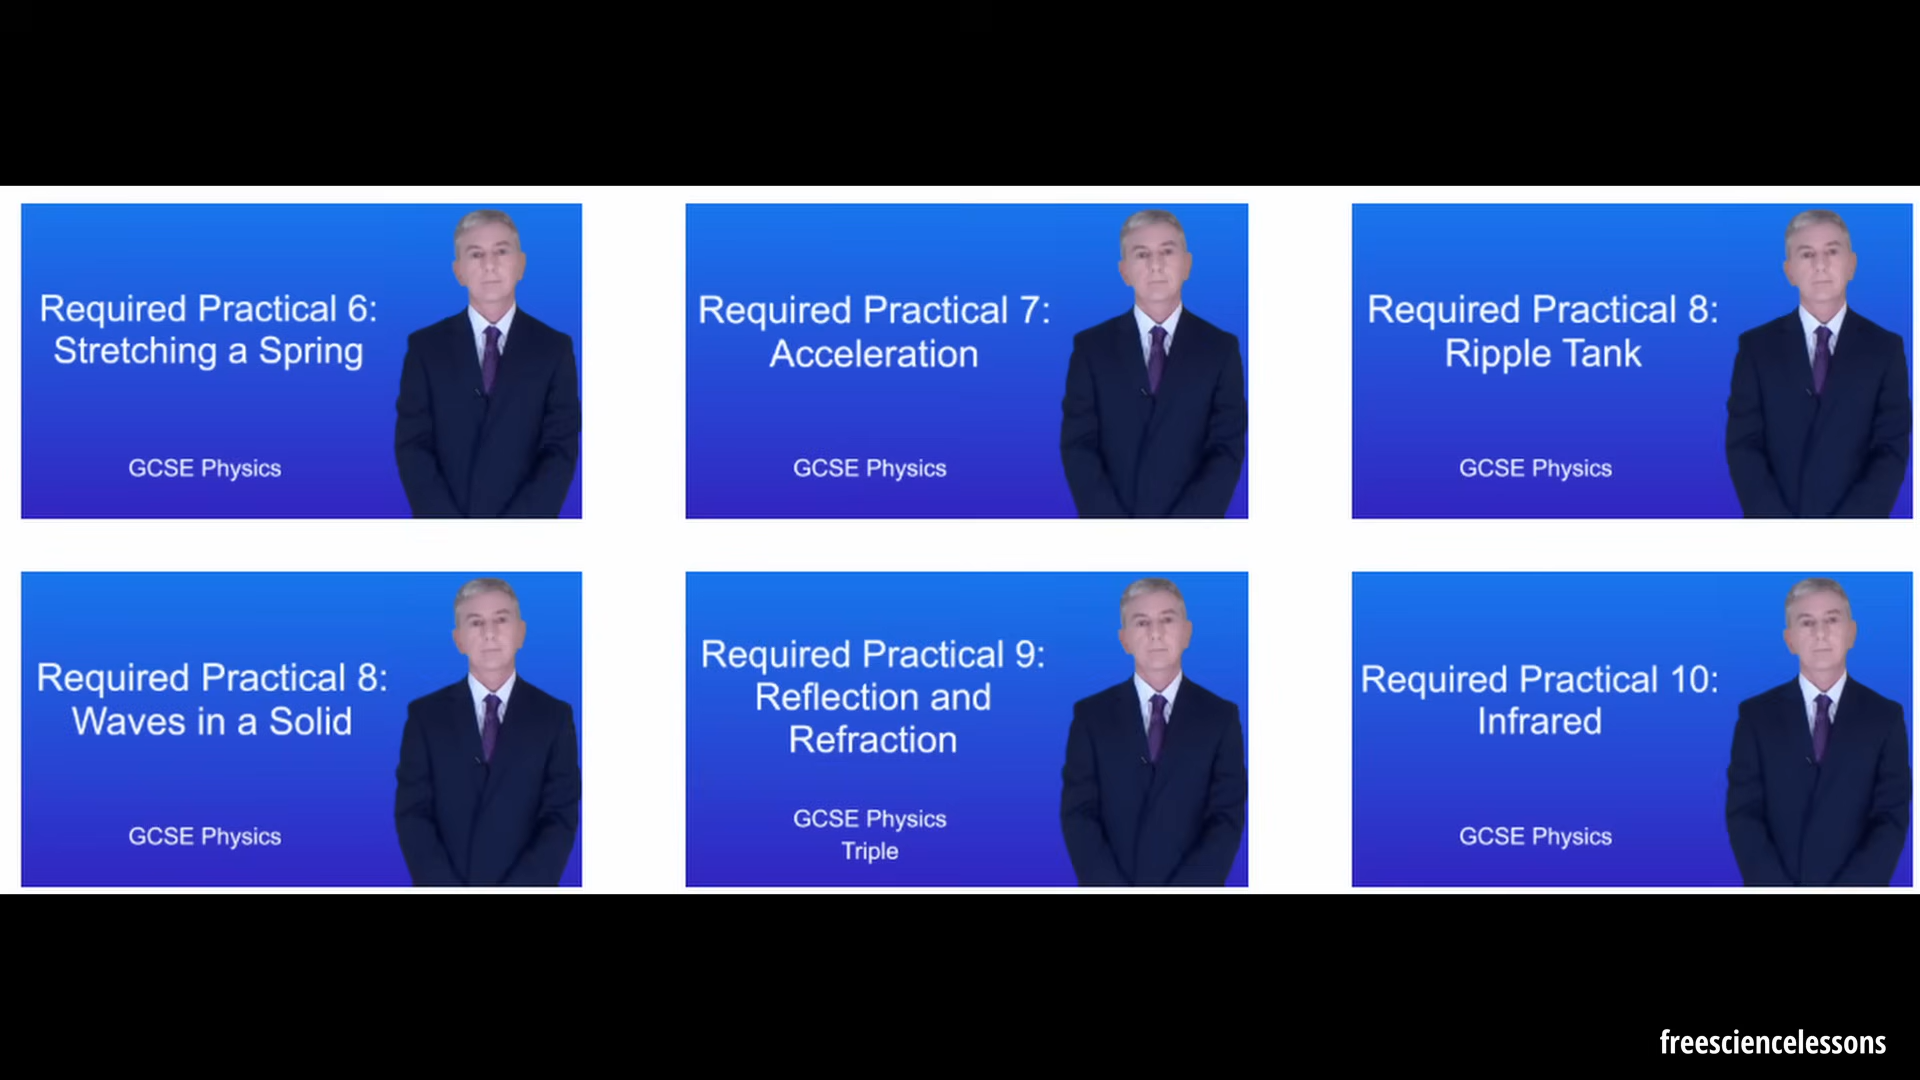 Required Practical 6:
Stretching a Spring
GCSE Physics
Required Practical 7:
Acceleration
GCSE Physics
Required Practical 8:
Ripple Tank
GCSE Physics
Required Practical 8:
Waves in a Solid
GCSE Physics
Required Practical 9:
Reflection and
Refraction
GCSE Physics
Triple
Required Practical 10:
Infrared
GCSE Physics
freesciencelessons